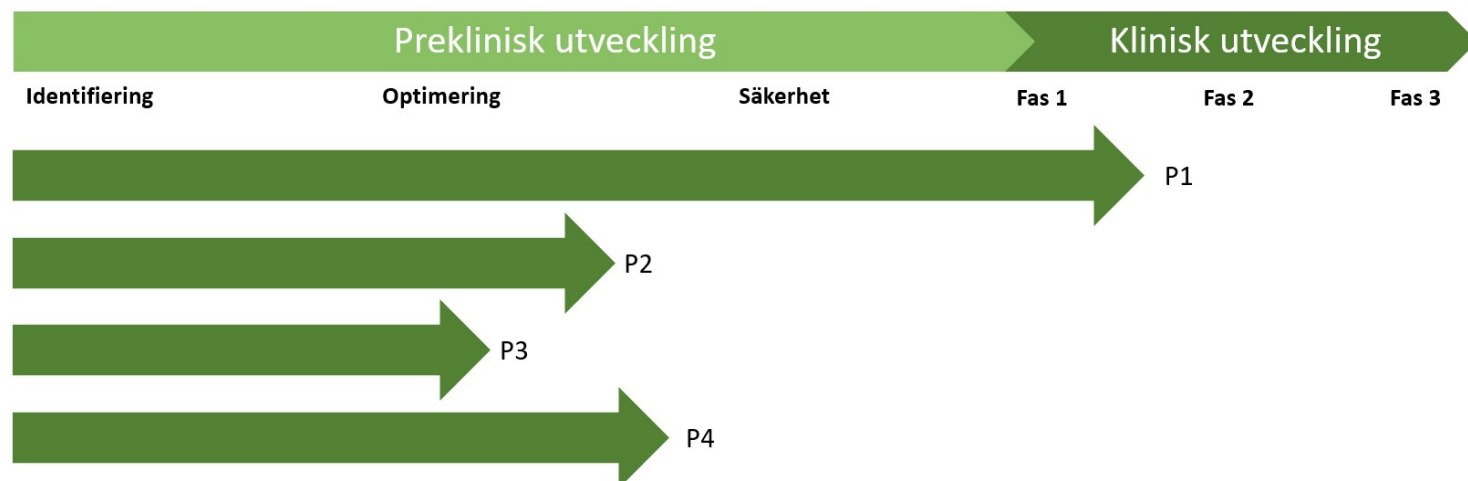 Preklinisk utveckling Klinisk utveckling
Identifiering Optimering Säkerhet Fas 1 Fas 2 Fas 3
P1
P2
P3
P4